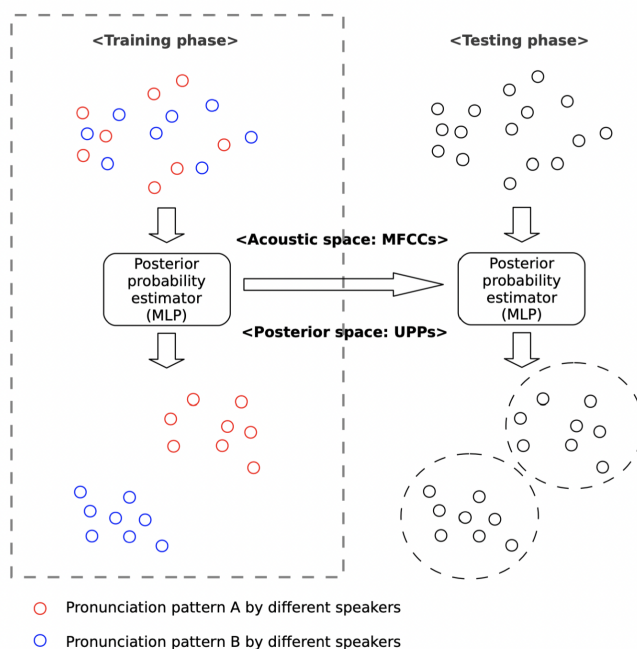 <Training phase>
<Testing phase>
<Acoustic space: MFCCs>
Posterior
probability
estimator
(MLP)
Posterior
probability
estimator
(MLP)
<Posterior space: UPPs>
Pronunciation pattern A by different speakers
Pronunciation pattern B by different speakers